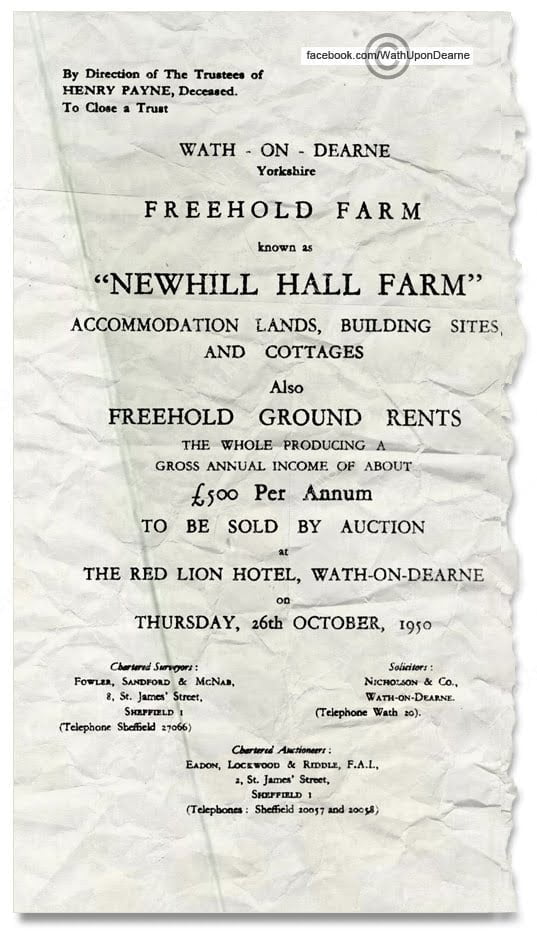 facebook.com/WathUponDearne
©
By Direction of The Trustees of
HENRY PAYNE, Deceased.
To Close a Trust
WATH - ON - DEARNE
Yorkshire
FREEHOLD FARM
known as
“NEWHILL HALL FARM”
ACCOMMODATION LANDS, BUILDING SITES,
AND COTTAGES
Also
FREEHOLD GROUND RENTS
THE WHOLE PRODUCING A
GROSS ANNUAL INCOME OF ABOUT
£500 Per Annum
TO BE SOLD BY AUCTION
at
THE RED LION HOTEL, WATH-ON-DEARNE
on
THURSDAY, 26th OCTOBER, 1950
Chartered Surveyors :
FOWLER, SANDFORD & MCNAB,
8, St. James' Street,
SHEFFIELD 1
(Telephone Sheffield 27066)
Solicitors :
NICHOLSON & CO.,
WATH-ON-DEARNE.
(Telephone Wath 20).
Chartered Auctioneers :
EADON, LOCKWOOD & RIDDLE, F.A.I.,
2, St. James' Street,
SHEFFIELD 1
(Telephones : Sheffield 20057 and 20058)